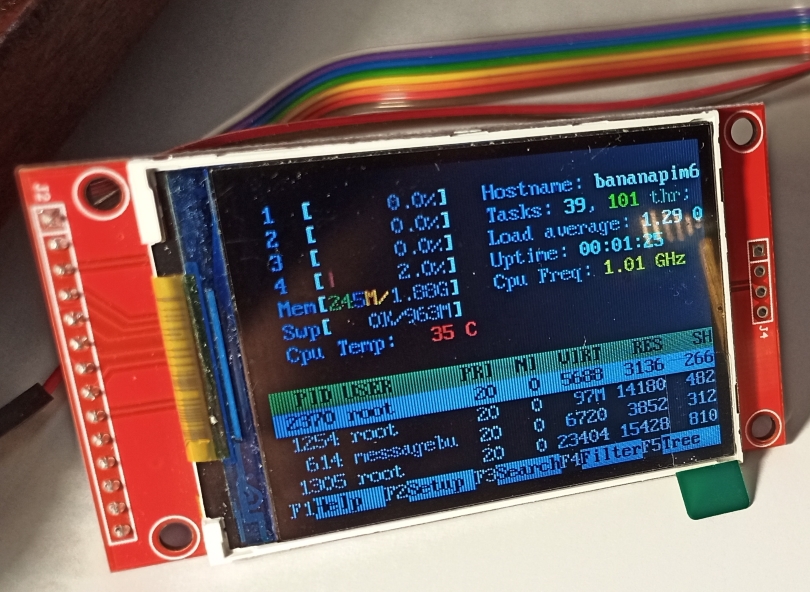 J2
1 [ 0.0%]
2 [ 0.0%]
3 [ 0.0%]
4 [| 2.0%]
Mem[245M/1.88G]
Swp[ 0K/963M]
Cpu Temp: 35 C
Hostname: bananapim6
Tasks: 39, 101 thr;
Load average: 1.29 0
Uptime: 00:01:25
Cpu Freq: 1.01 GHz
PID USER PRI NI VIRT RES SH
2370 root 20 0 5688 3136 266
1254 root 20 0 97M 14180 482
614 messagebu 20 0 6720 3852 312
1305 root 20 0 23404 15428 810
F1Help F2Setup F3Search F4Filter F5Tree
J4